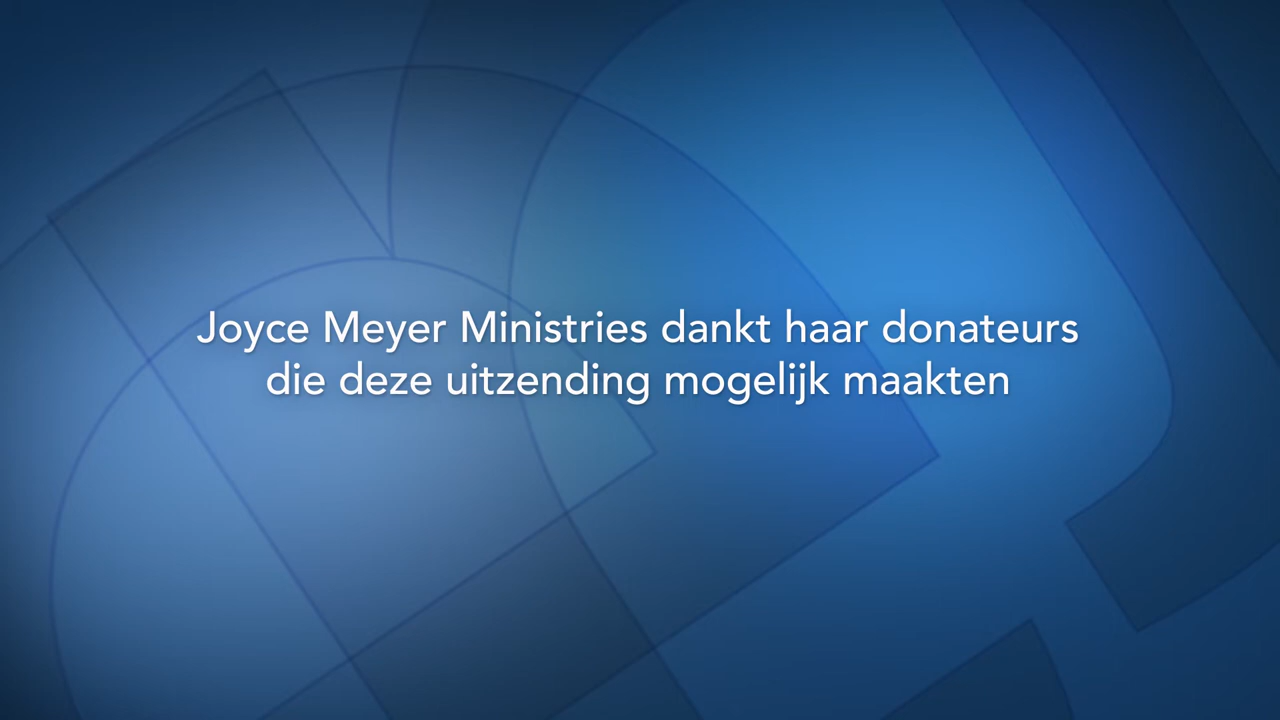 Joyce Meyer Ministries dankt haar donateurs
die deze uitzending mogelijk maakten